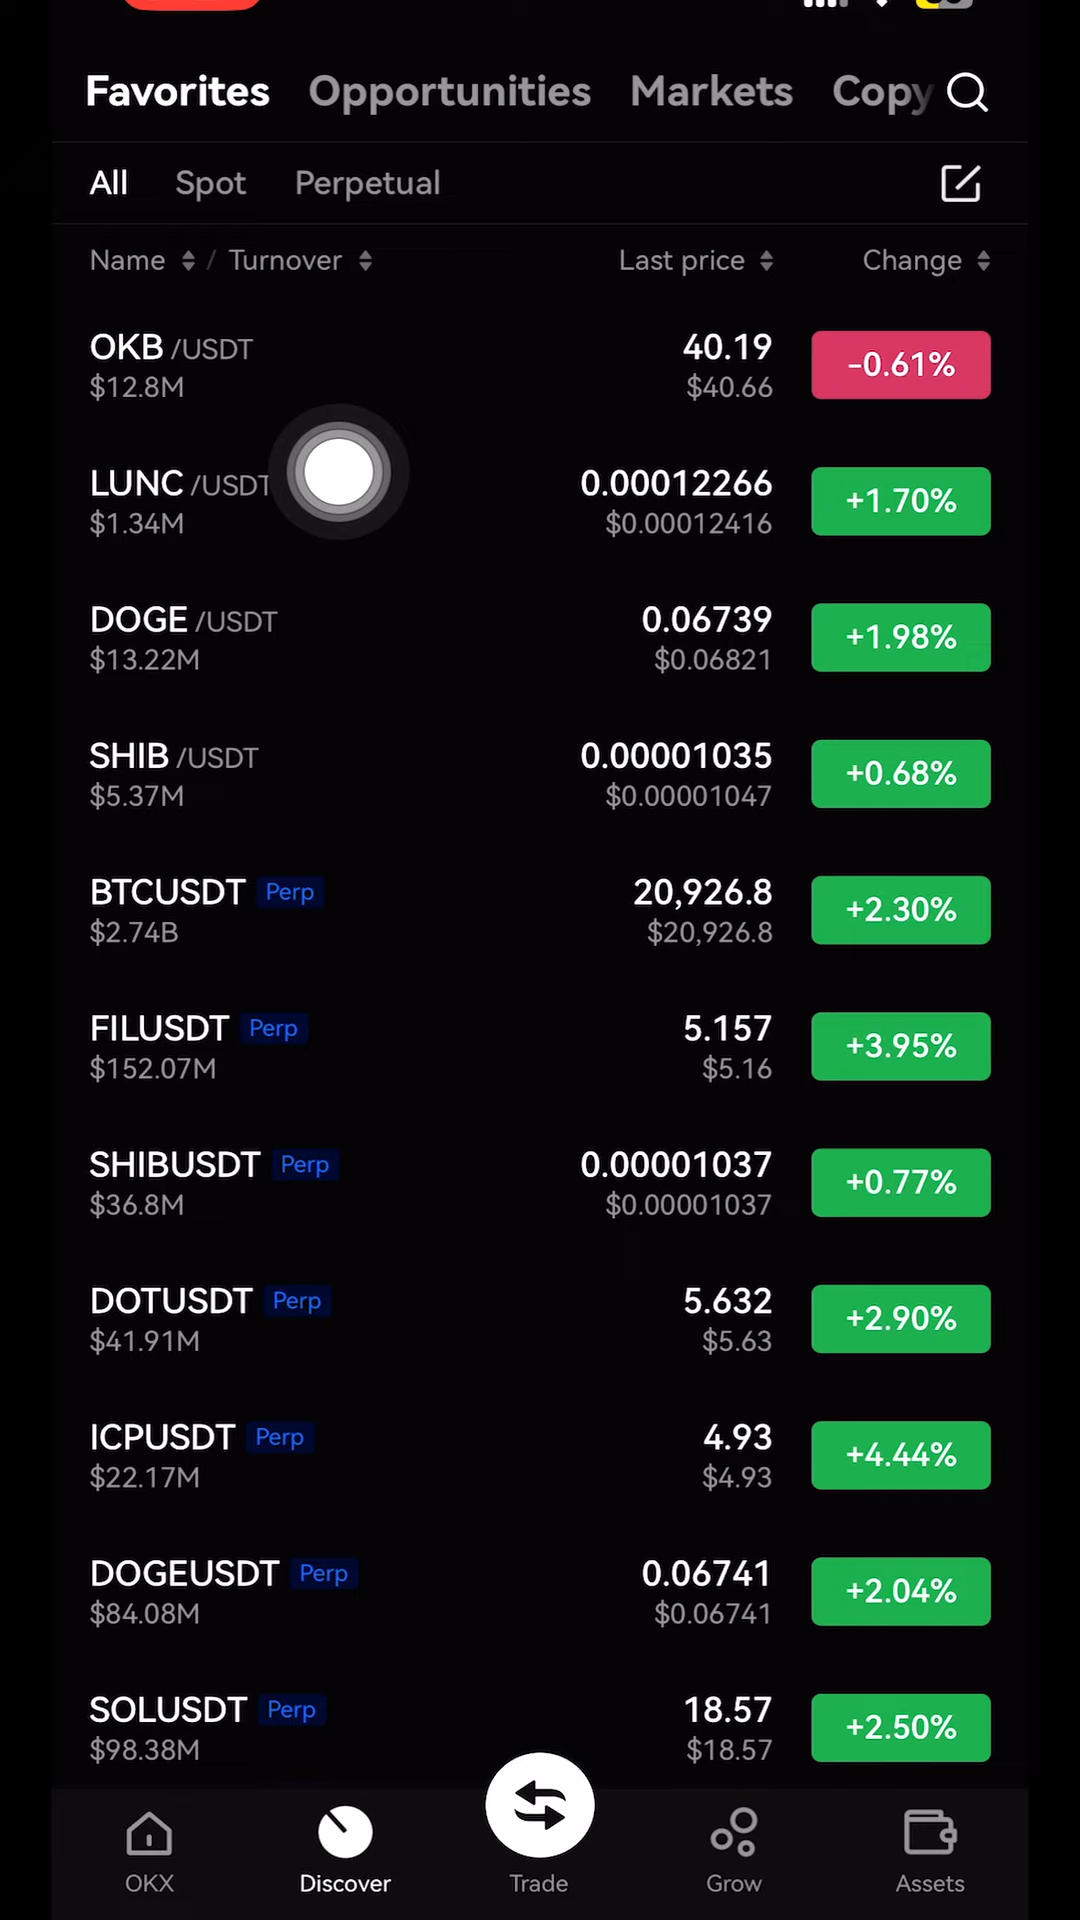 Favorites Opportunities Markets Copy
All Spot Perpetual
Name / Turnover Last price Change
OKB /USDT 40.19 -0.61%
$12.8M $40.66
LUNC /USDT 0.00012266 +1.70%
$1.34M $0.00012416
DOGE /USDT 0.06739 +1.98%
$13.22M $0.06821
SHIB /USDT 0.00001035 +0.68%
$5.37M $0.00001047
BTCUSDT Perp 20,926.8 +2.30%
$2.74B $20,926.8
FILUSDT Perp 5.157 +3.95%
$152.07M $5.16
SHIBUSDT Perp 0.00001037 +0.77%
$36.8M $0.00001037
DOTUSDT Perp 5.632 +2.90%
$41.91M $5.63
ICPUSDT Perp 4.93 +4.44%
$22.17M $4.93
DOGEUSDT Perp 0.06741 +2.04%
$84.08M $0.06741
SOLUSDT Perp 18.57 +2.50%
$98.38M $18.57
OKX Discover Trade Grow Assets